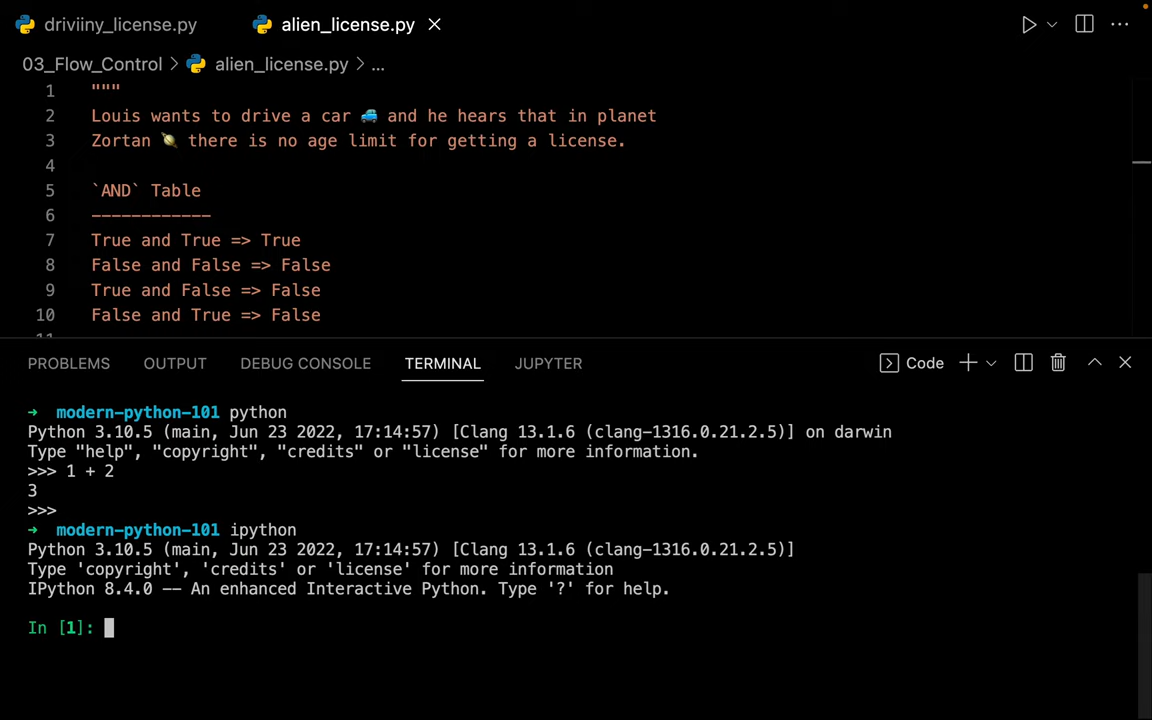 driviiny_license.py alien_license.py
03_Flow_Control > alien_license.py > ...
1 """
2 Louis wants to drive a car 🚙 and he hears that in planet
3 Zortan 🪐 there is no age limit for getting a license.
4
5 `AND` Table
6 ------------
7 True and True => True
8 False and False => False
9 True and False => False
10 False and True => False
11
PROBLEMS OUTPUT DEBUG CONSOLE TERMINAL JUPYTER Code
→ modern-python-101 python
Python 3.10.5 (main, Jun 23 2022, 17:14:57) [Clang 13.1.6 (clang-1316.0.21.2.5)] on darwin
Type "help", "copyright", "credits" or "license" for more information.
>>> 1 + 2
3
>>>
→ modern-python-101 ipython
Python 3.10.5 (main, Jun 23 2022, 17:14:57) [Clang 13.1.6 (clang-1316.0.21.2.5)]
Type 'copyright', 'credits' or 'license' for more information
IPython 8.4.0 -- An enhanced Interactive Python. Type '?' for help.
In [1]: